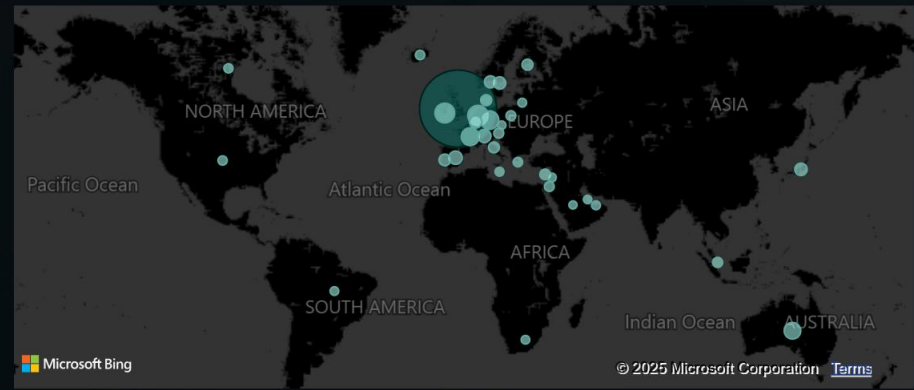 ASIA
NORTH AMERICA
EUROPE
Pacific Ocean
Atlantic Ocean
AFRICA
SOUTH AMERICA
Indian Ocean
AUSTRALIA
Microsoft Bing
© 2025 Microsoft Corporation Terms